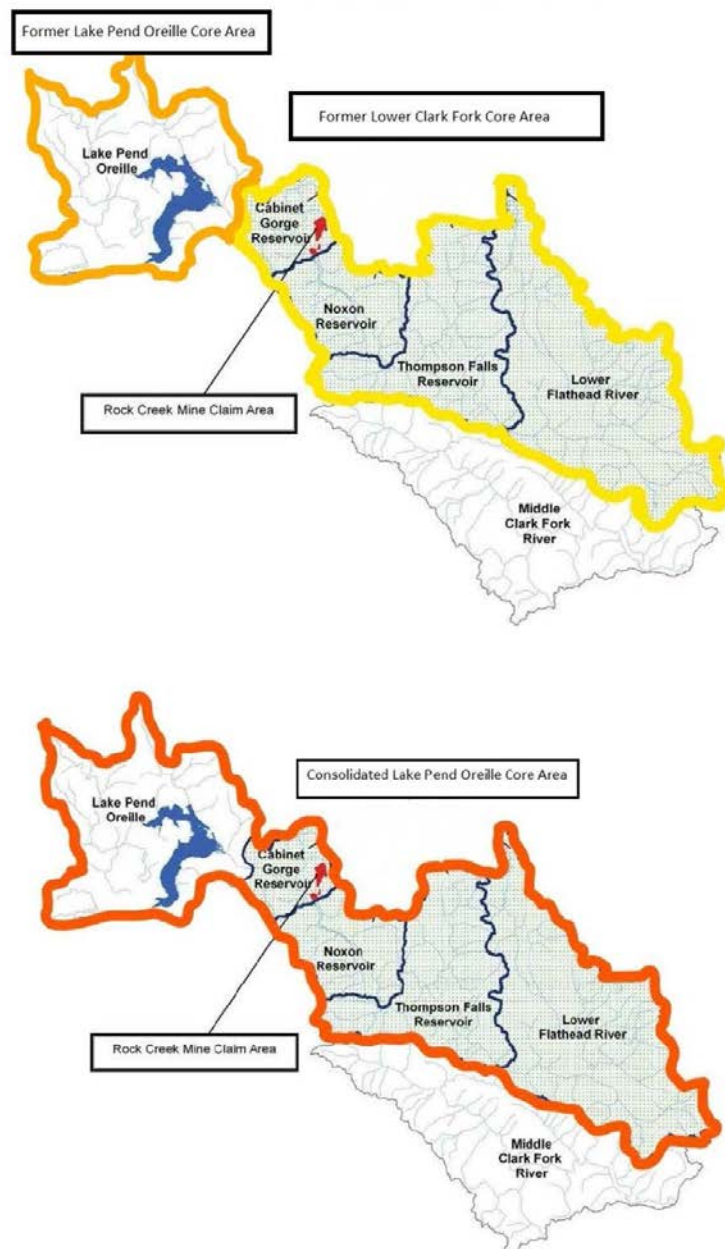 Former Lake Pend Oreille Core Area
Former Lower Clark Fork Core Area
Lake Pend
Oreille
Cabinet
Gorge
Reservoir
Noxon
Reservoir
Thompson Falls
Reservoir
Lower
Flathead River
Rock Creek Mine Claim Area
Middle
Clark Fork
River
Consolidated Lake Pend Oreille Core Area
Lake Pend
Oreille
Cabinet
Gorge
Reservoir
Noxon
Reservoir
Thompson Falls
Reservoir
Lower
Flathead River
Rock Creek Mine Claim Area
Middle
Clark Fork
River